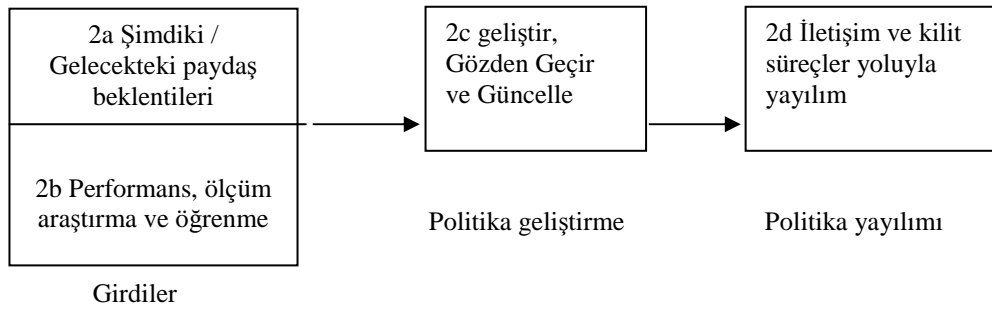 2a Şimdiki /
Gelecekteki paydaş
beklentileri
2b Performans, ölçüm
araştırma ve öğrenme
Girdiler
2c geliştir,
Gözden Geçir
ve Güncelle
Politika geliştirme
2d İletişim ve kilit
süreçler yoluyla
yayılım
Politika yayılımı